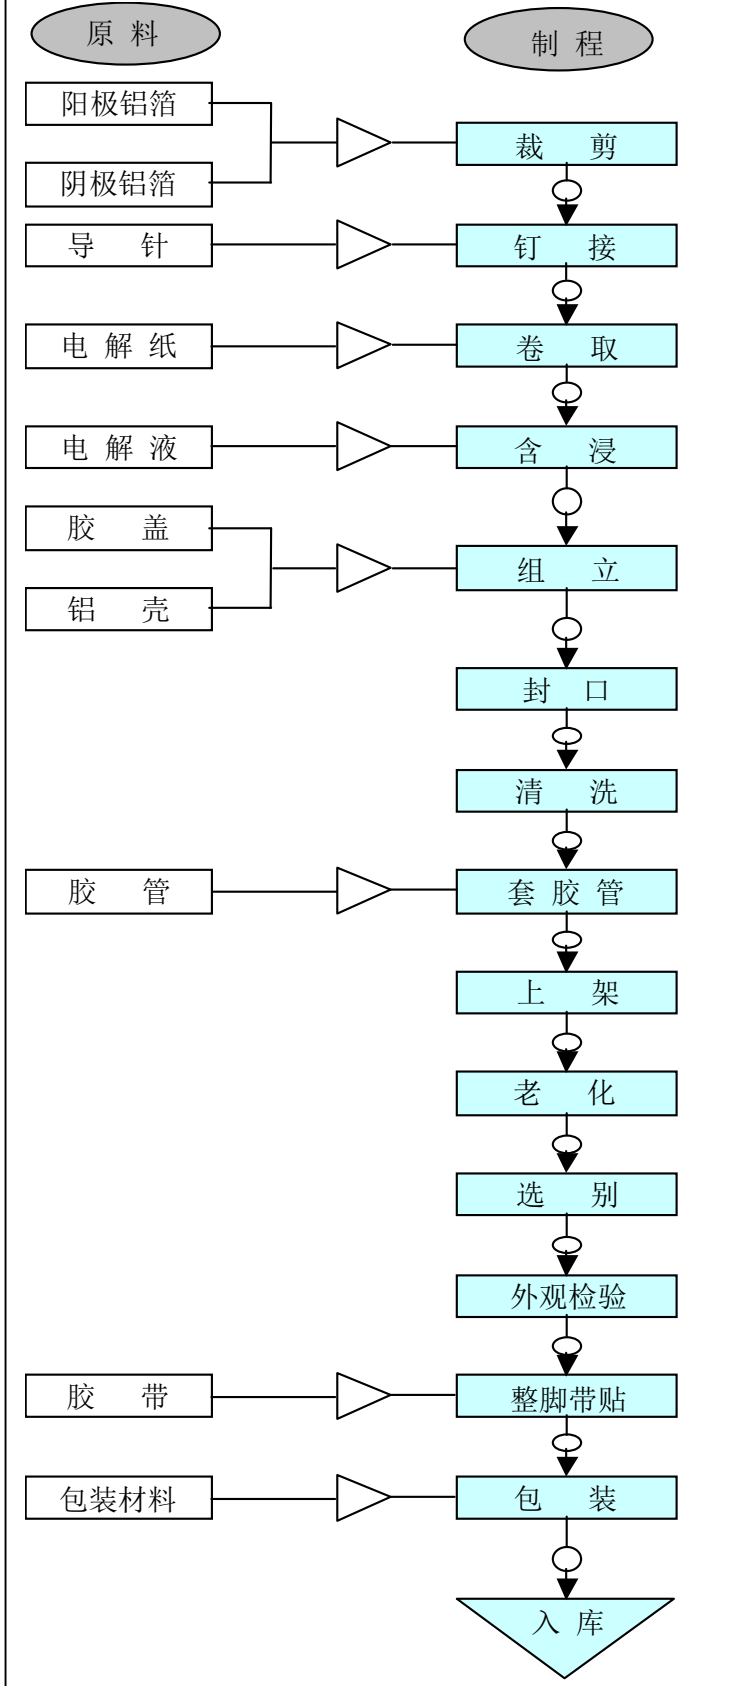 原 料
制 程
阳极铝箔
阴极铝箔
裁 剪
导 针
钉 接
电 解 纸
卷 取
电 解 液
含 浸
胶 盖
铝 壳
组 立
封 口
清 洗
胶 管
套 胶 管
上 架
老 化
选 别
外观检验
胶 带
整脚带贴
包装材料
包 装
入 库